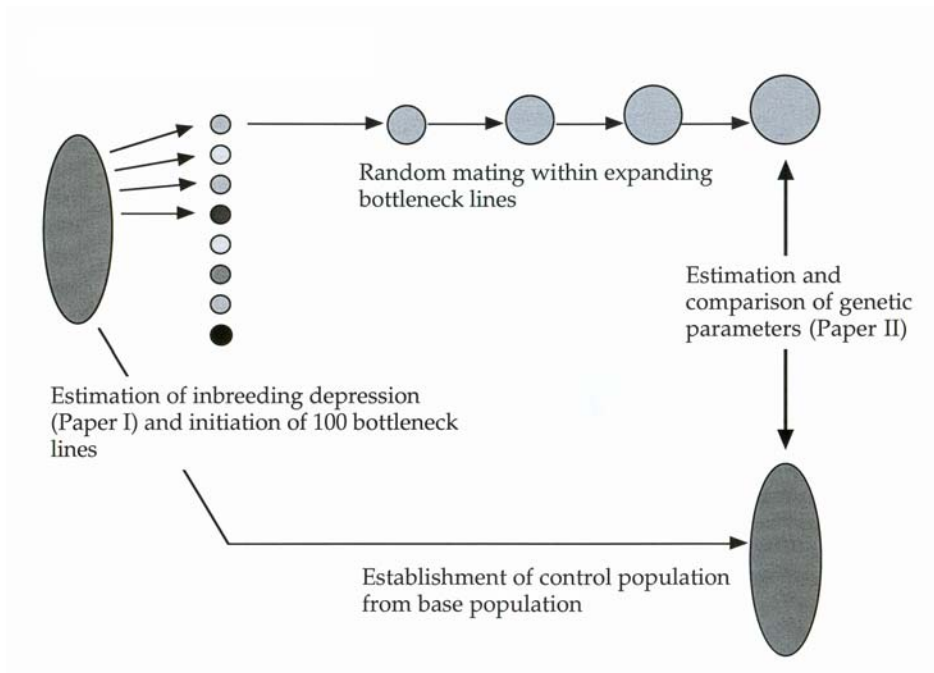 Random mating within expanding
bottleneck lines
Estimation and
comparison of genetic
parameters (Paper II)
Estimation of inbreeding depression
(Paper I) and initiation of 100 bottleneck
lines
Establishment of control population
from base population